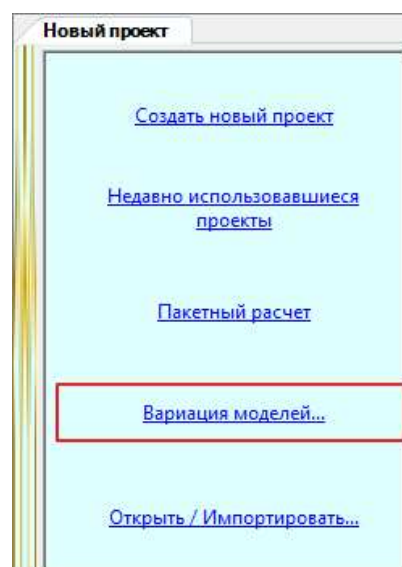 Новый проект
Создать новый проект
Недавно использовавшиеся
проекты
Пакетный расчет
Вариация моделей...
Открыть / Импортировать...